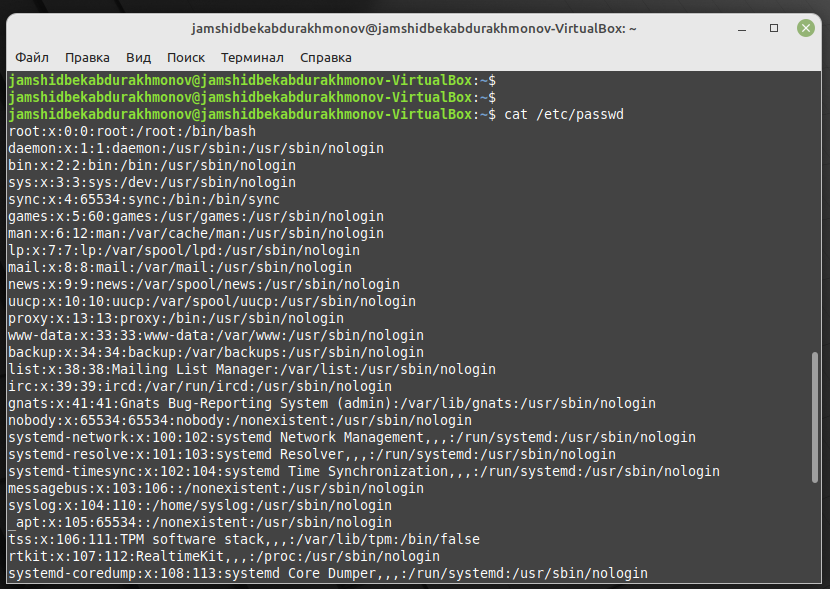 jamshidbekabdurakhmonov@jamshidbekabdurakhmonov-VirtualBox: ~
Файл Правка Вид Поиск Терминал Справка
jamshidbekabdurakhmonov@jamshidbekabdurakhmonov-VirtualBox:~$
jamshidbekabdurakhmonov@jamshidbekabdurakhmonov-VirtualBox:~$
jamshidbekabdurakhmonov@jamshidbekabdurakhmonov-VirtualBox:~$ cat /etc/passwd
root:x:0:0:root:/root:/bin/bash
daemon:x:1:1:daemon:/usr/sbin:/usr/sbin/nologin
bin:x:2:2:bin:/bin:/usr/sbin/nologin
sys:x:3:3:sys:/dev:/usr/sbin/nologin
sync:x:4:65534:sync:/bin:/bin/sync
games:x:5:60:games:/usr/games:/usr/sbin/nologin
man:x:6:12:man:/var/cache/man:/usr/sbin/nologin
lp:x:7:7:lp:/var/spool/lpd:/usr/sbin/nologin
mail:x:8:8:mail:/var/mail:/usr/sbin/nologin
news:x:9:9:news:/var/spool/news:/usr/sbin/nologin
uucp:x:10:10:uucp:/var/spool/uucp:/usr/sbin/nologin
proxy:x:13:13:proxy:/bin:/usr/sbin/nologin
www-data:x:33:33:www-data:/var/www:/usr/sbin/nologin
backup:x:34:34:backup:/var/backups:/usr/sbin/nologin
list:x:38:38:Mailing List Manager:/var/list:/usr/sbin/nologin
irc:x:39:39:ircd:/var/run/ircd:/usr/sbin/nologin
gnats:x:41:41:Gnats Bug-Reporting System (admin):/var/lib/gnats:/usr/sbin/nologin
nobody:x:65534:65534:nobody:/nonexistent:/usr/sbin/nologin
systemd-network:x:100:102:systemd Network Management,,,:/run/systemd:/usr/sbin/nologin
systemd-resolve:x:101:103:systemd Resolver,,,:/run/systemd:/usr/sbin/nologin
systemd-timesync:x:102:104:systemd Time Synchronization,,,:/run/systemd:/usr/sbin/nologin
messagebus:x:103:106::/nonexistent:/usr/sbin/nologin
syslog:x:104:110::/home/syslog:/usr/sbin/nologin
_apt:x:105:65534::/nonexistent:/usr/sbin/nologin
tss:x:106:111:TPM software stack,,,:/var/lib/tpm:/bin/false
rtkit:x:107:112:RealtimeKit,,,:/proc:/usr/sbin/nologin
systemd-coredump:x:108:113:systemd Core Dumper,,,:/run/systemd:/usr/sbin/nologin